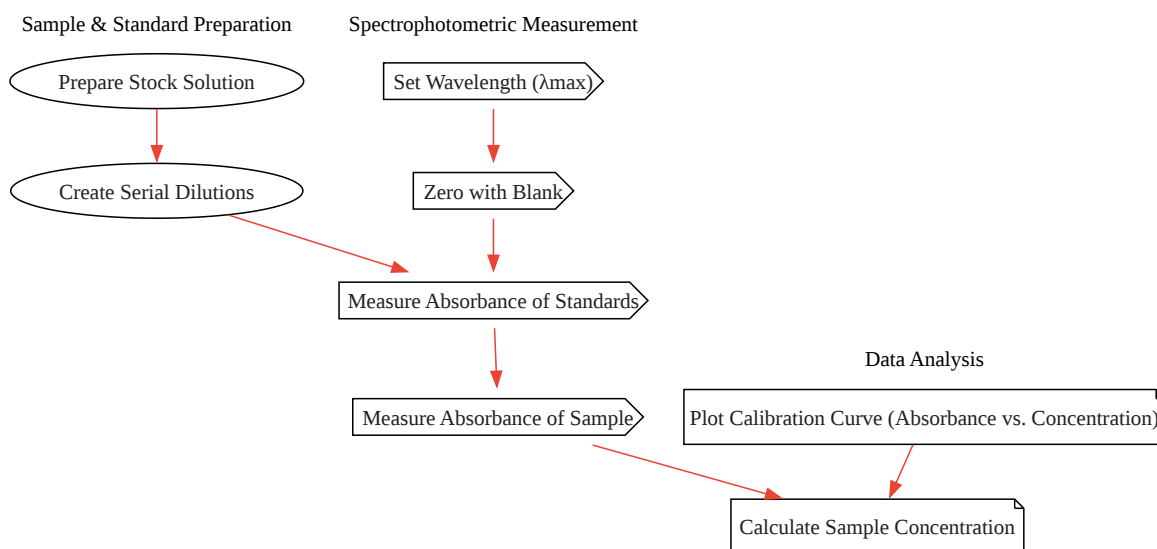 Sample & Standard Preparation
Prepare Stock Solution
Create Serial Dilutions
Spectrophotometric Measurement
Set Wavelength (λmax)
Zero with Blank
Measure Absorbance of Standards
Measure Absorbance of Sample
Data Analysis
Plot Calibration Curve (Absorbance vs. Concentration)
Calculate Sample Concentration